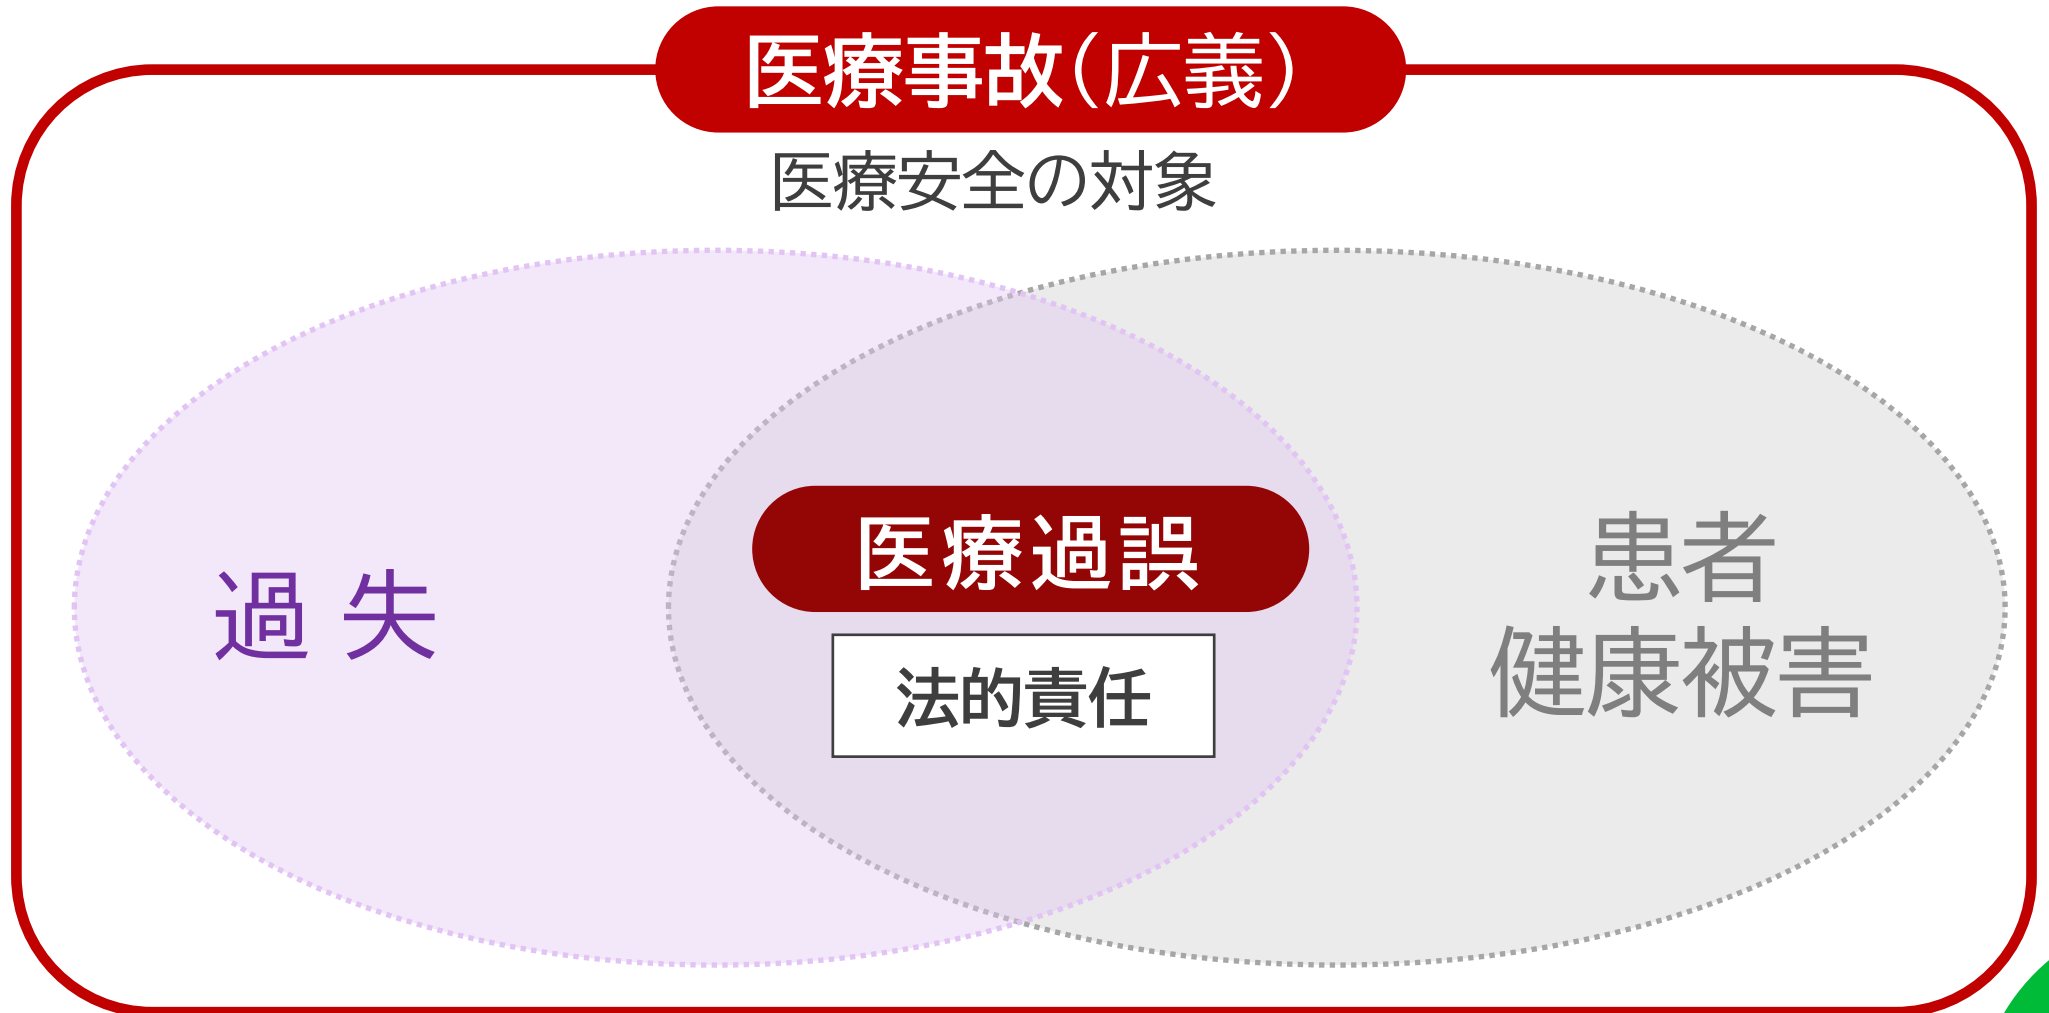 医療事故（広義）
医療安全の対象
医療過誤
過失
法的責任
患者
健康被害